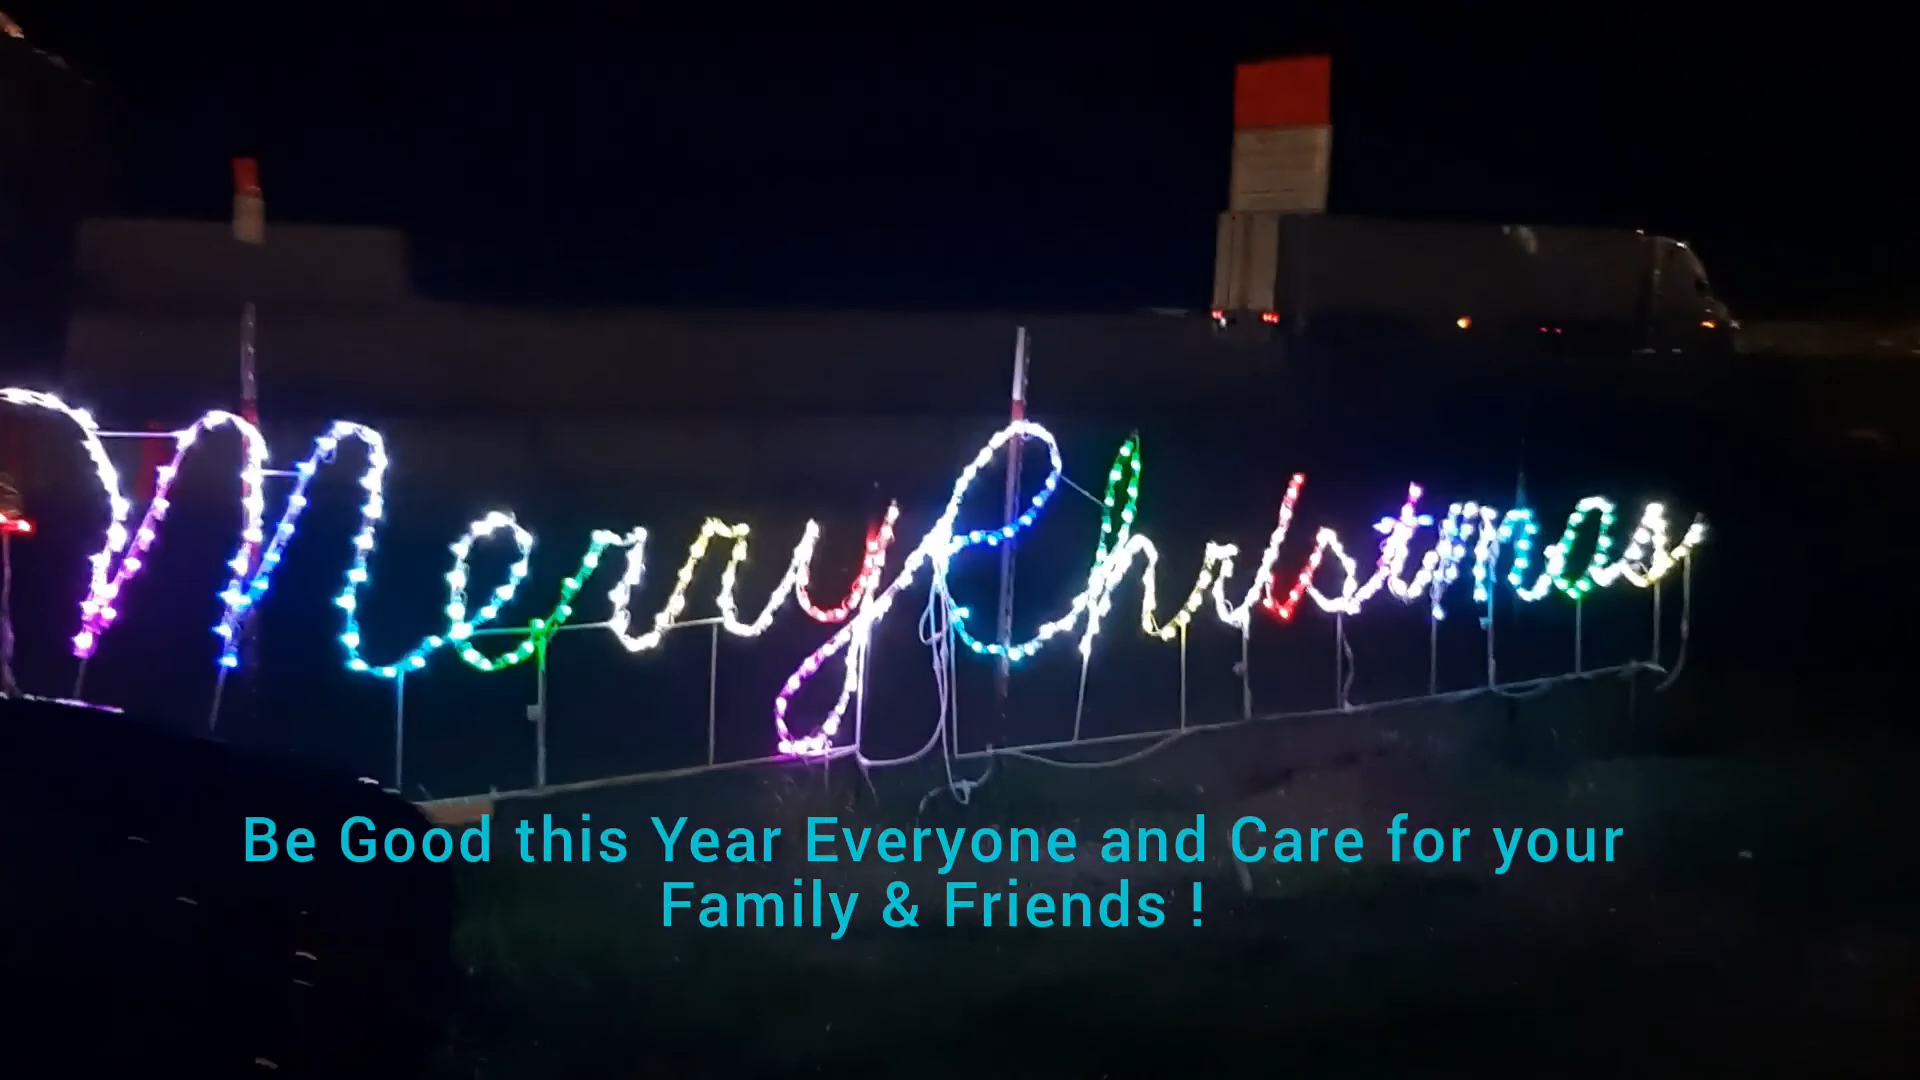 Merry Christmas
Be Good this Year Everyone and Care for your
Family & Friends !